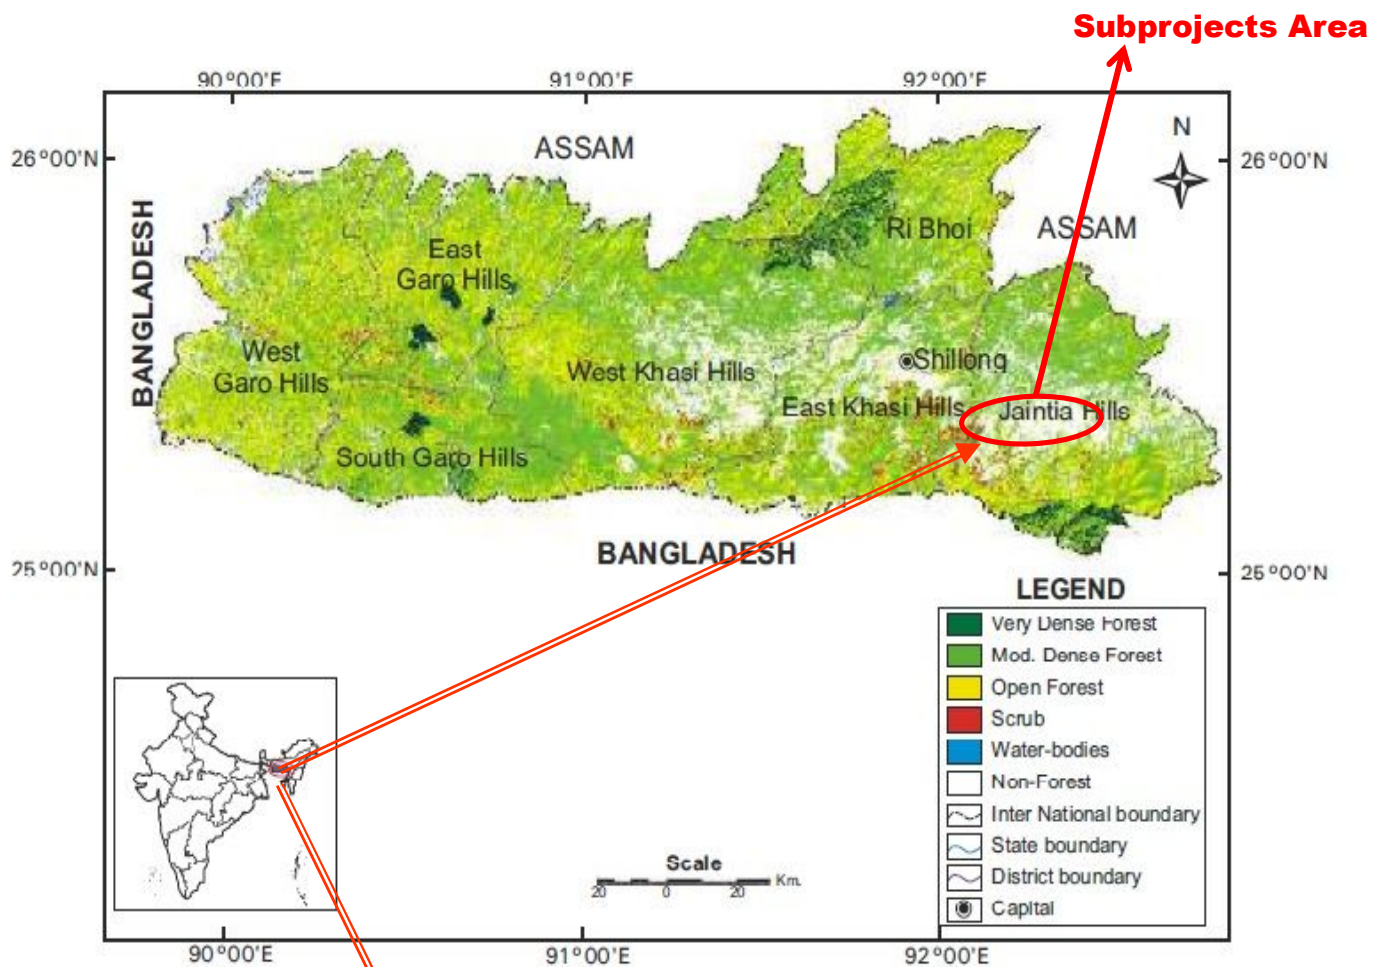 Subprojects Area
90°00'E 91°00'E 92°00'E
26°00'N
26°00'N
N
ASSAM
ASSAM
BANGLADESH
Ri Bhoi
East
Garo Hills
West
Garo Hills
West Khasi Hills
Shillong
East Khasi Hills
Jaintia Hills
South Garo Hills
BANGLADESH
25°00'N
25°00'N
LEGEND
Very Dense Forest
Mod. Dense Forest
Open Forest
Scrub
Water-bodies
Non-Forest
Inter National boundary
State boundary
District boundary
Capital
Scale
20 0 20 Km.
90°00'E 91°00'E 92°00'E